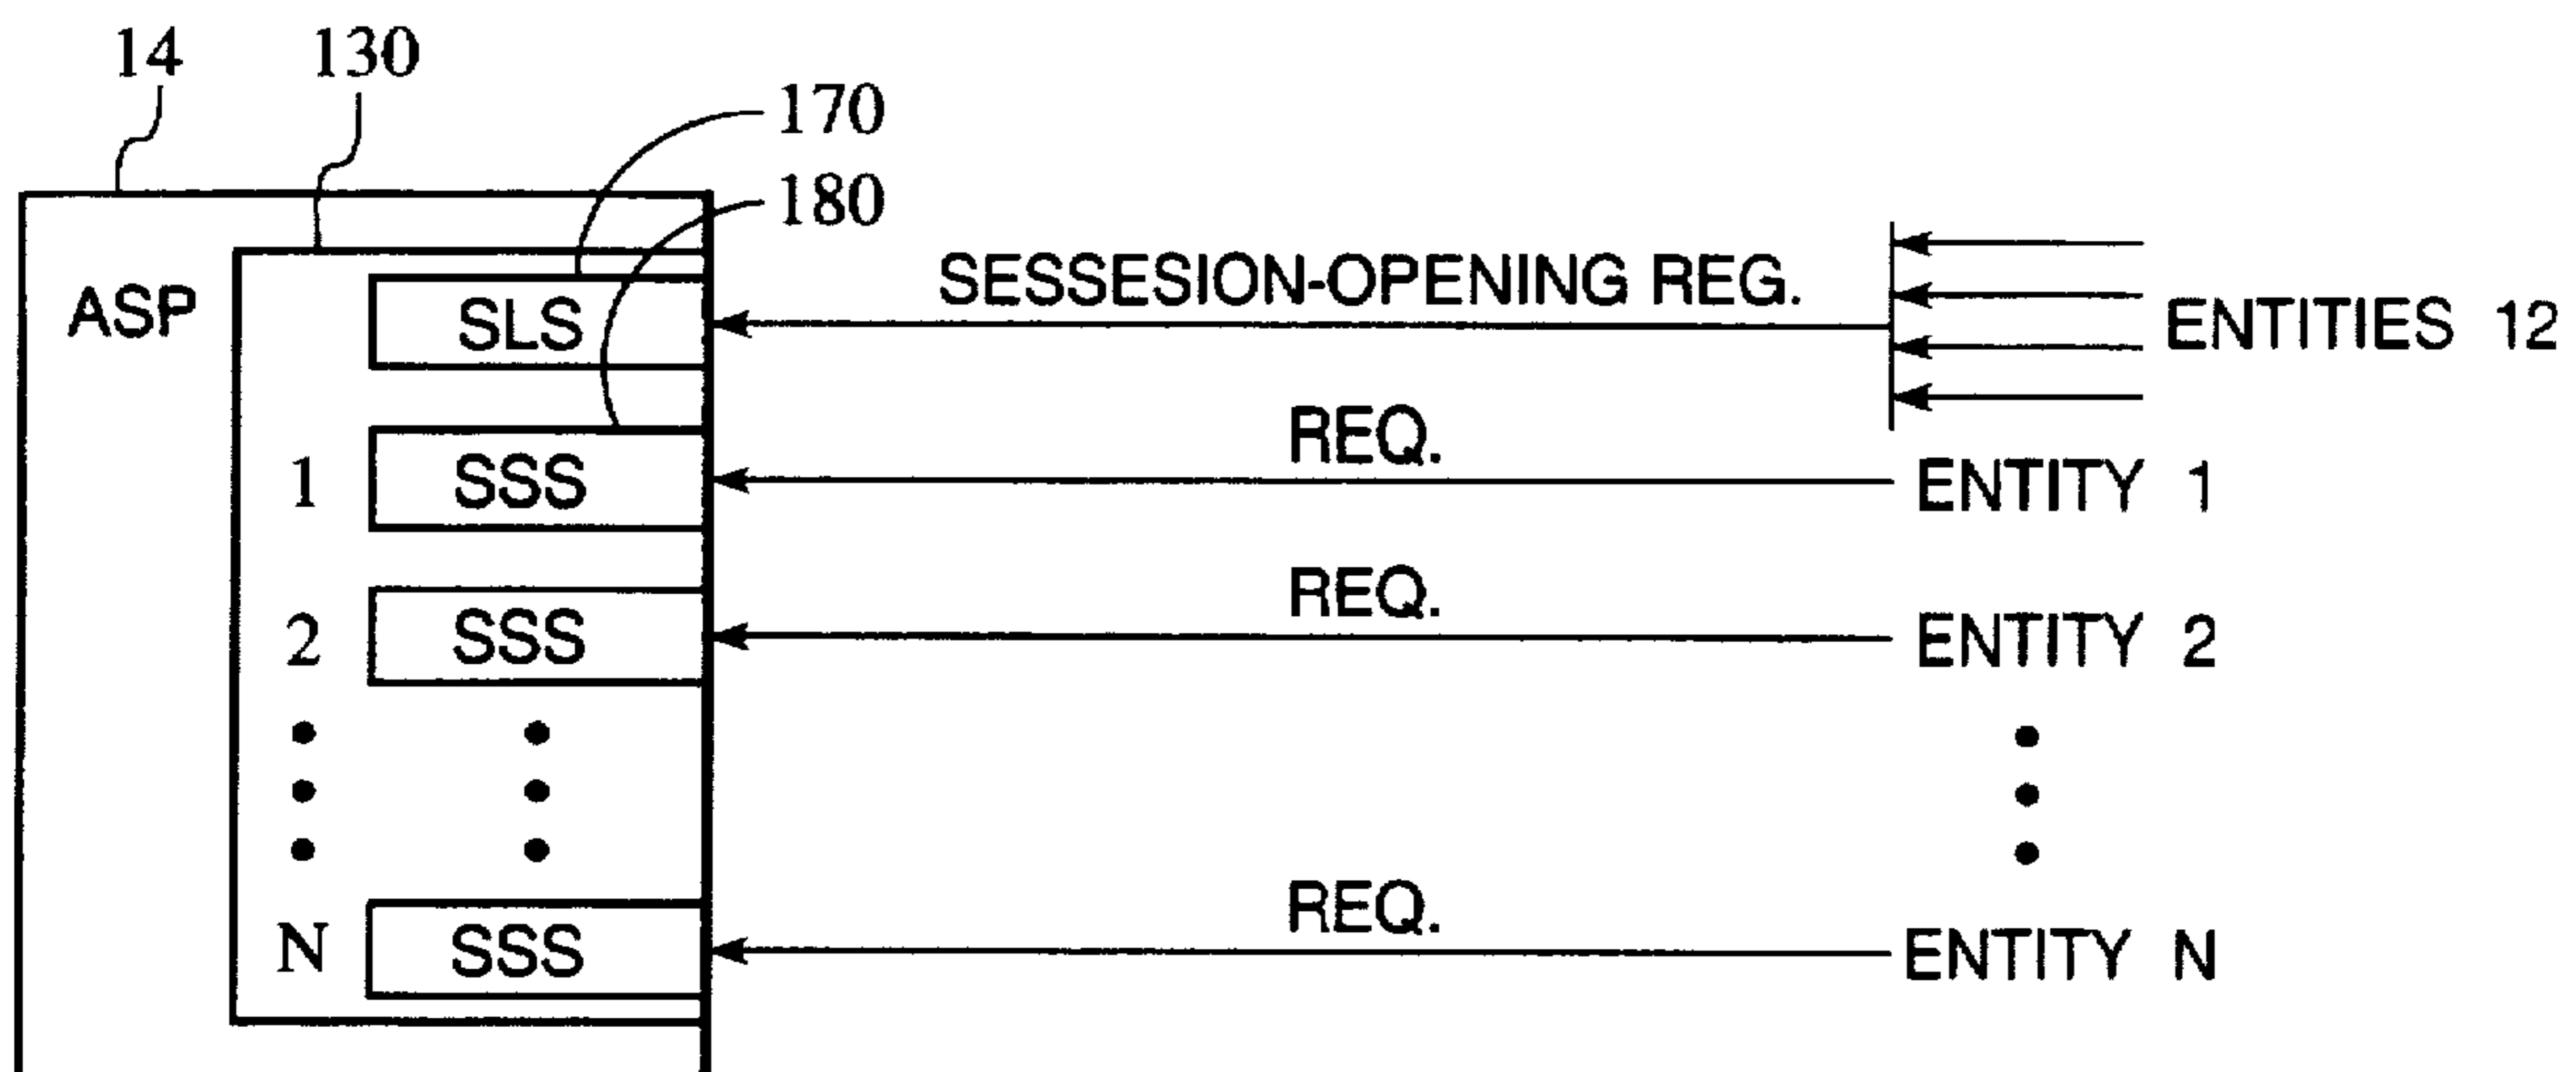 14
130
170
180
ASP
SLS
SESSESION-OPENING REG.
ENTITIES 12
1
SSS
REQ.
ENTITY 1
2
SSS
REQ.
ENTITY 2
N
SSS
REQ.
ENTITY N